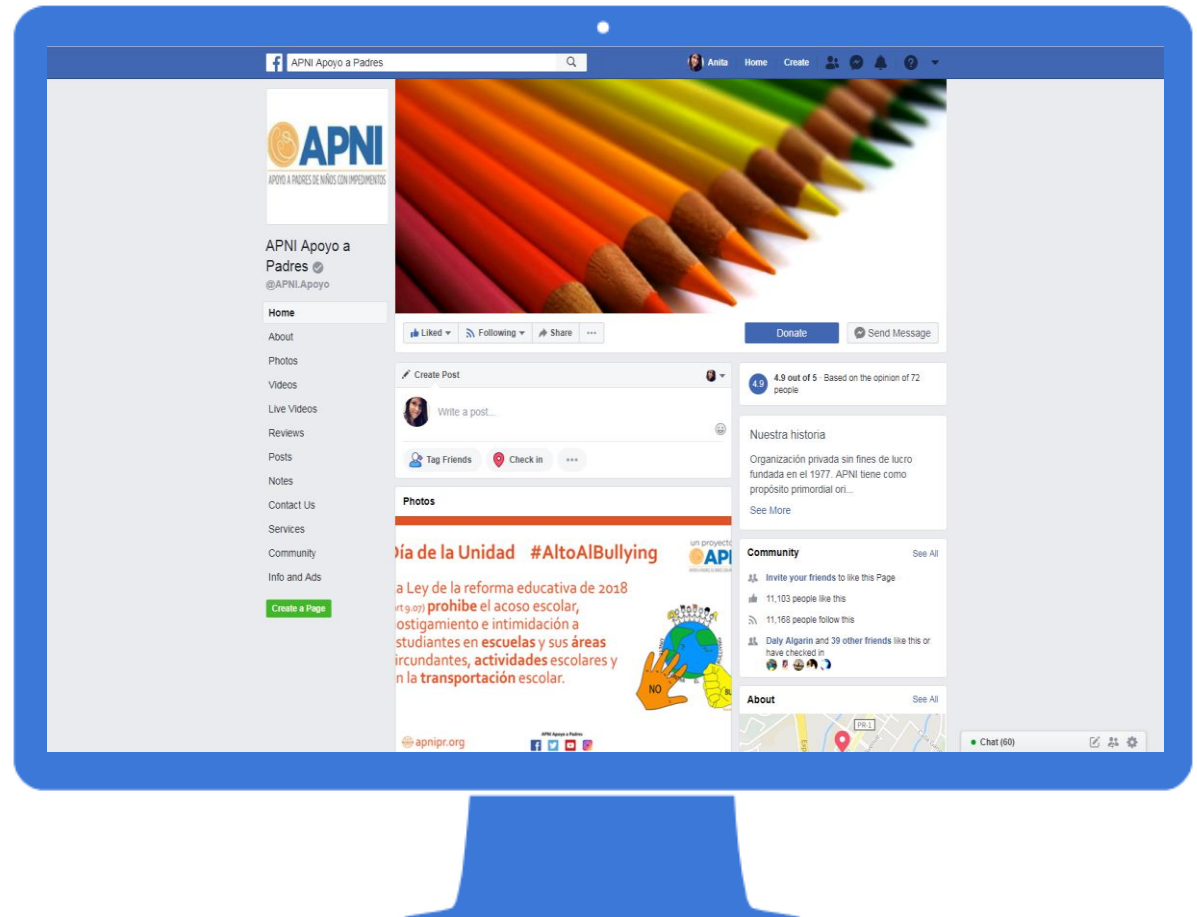 APNI Apoyo a Padres
Anita
Home
Create
APNI
APOYO A PADRES DE NIÑOS CON IMPEDIMENTOS
APNI Apoyo a
Padres
@APNI.Apoyo
Home
About
Photos
Videos
Live Videos
Reviews
Posts
Notes
Contact Us
Services
Community
Info and Ads
Create a Page
Liked
Following
Share
Donate
Send Message
Create Post
Write a post...
Tag Friends
Check in
Photos
Día de la Unidad #AltoAlBullying
un proyecto
API
a Ley de la reforma educativa de 2018
rt 9.07) prohibe el acoso escolar,
ostigamiento e intimidación a
studiantes en escuelas y sus áreas
ircundantes, actividades escolares y
n la transportación escolar.
NO
BU
apnipr.org
APNI Apoyo a Padres
4.9
4.9 out of 5 · Based on the opinion of 72
people
Nuestra historia
Organización privada sin fines de lucro
fundada en el 1977. APNI tiene como
propósito primordial ori...
See More
Community
See All
Invite your friends to like this Page
11,103 people like this
11,168 people follow this
Daly Algarin and 39 other friends like this or
have checked in
About
See All
PR-1
Chat (60)